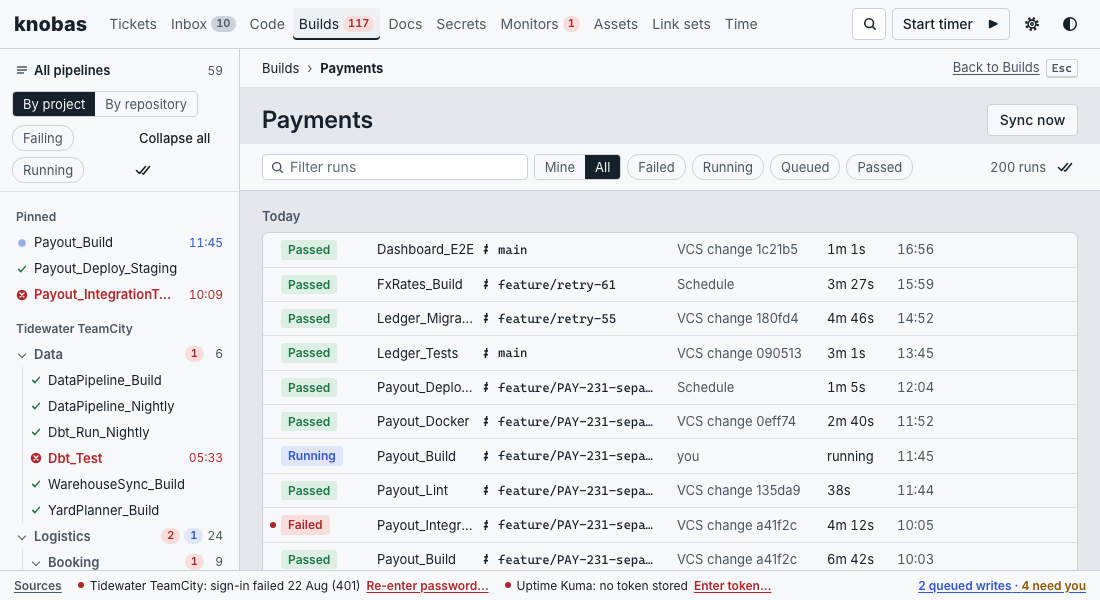 knobas Tickets Inbox 10 Code Builds 117 Docs Secrets Monitors 1 Assets Link sets Time Start timer
All pipelines 59
By project By repository
Failing Collapse all
Running
Pinned
Payout_Build 11:45
Payout_Deploy_Staging
Payout_IntegrationT... 10:09
Tidewater TeamCity
Data 1 6
DataPipeline_Build
DataPipeline_Nightly
Dbt_Run_Nightly
Dbt_Test 05:33
WarehouseSync_Build
YardPlanner_Build
Logistics 2 1 24
Booking 1 9
Builds › Payments Back to Builds Esc
Payments Sync now
Filter runs Mine All Failed Running Queued Passed 200 runs
Today
Passed Dashboard_E2E main VCS change 1c21b5 1m 1s 16:56
Passed FxRates_Build feature/retry-61 Schedule 3m 27s 15:59
Passed Ledger_Migra... feature/retry-55 VCS change 180fd4 4m 46s 14:52
Passed Ledger_Tests main VCS change 090513 3m 1s 13:45
Passed Payout_Deplo... feature/PAY-231-sepa... Schedule 1m 5s 12:04
Passed Payout_Docker feature/PAY-231-sepa... VCS change 0eff74 2m 40s 11:52
Running Payout_Build feature/PAY-231-sepa... you running 11:45
Passed Payout_Lint feature/PAY-231-sepa... VCS change 135da9 38s 11:44
Failed Payout_Integr... feature/PAY-231-sepa... VCS change a41f2c 4m 12s 10:05
Passed Payout_Build feature/PAY-231-sepa... VCS change a41f2c 6m 42s 10:03
Sources Tidewater TeamCity: sign-in failed 22 Aug (401) Re-enter password... Uptime Kuma: no token stored Enter token... 2 queued writes · 4 need you